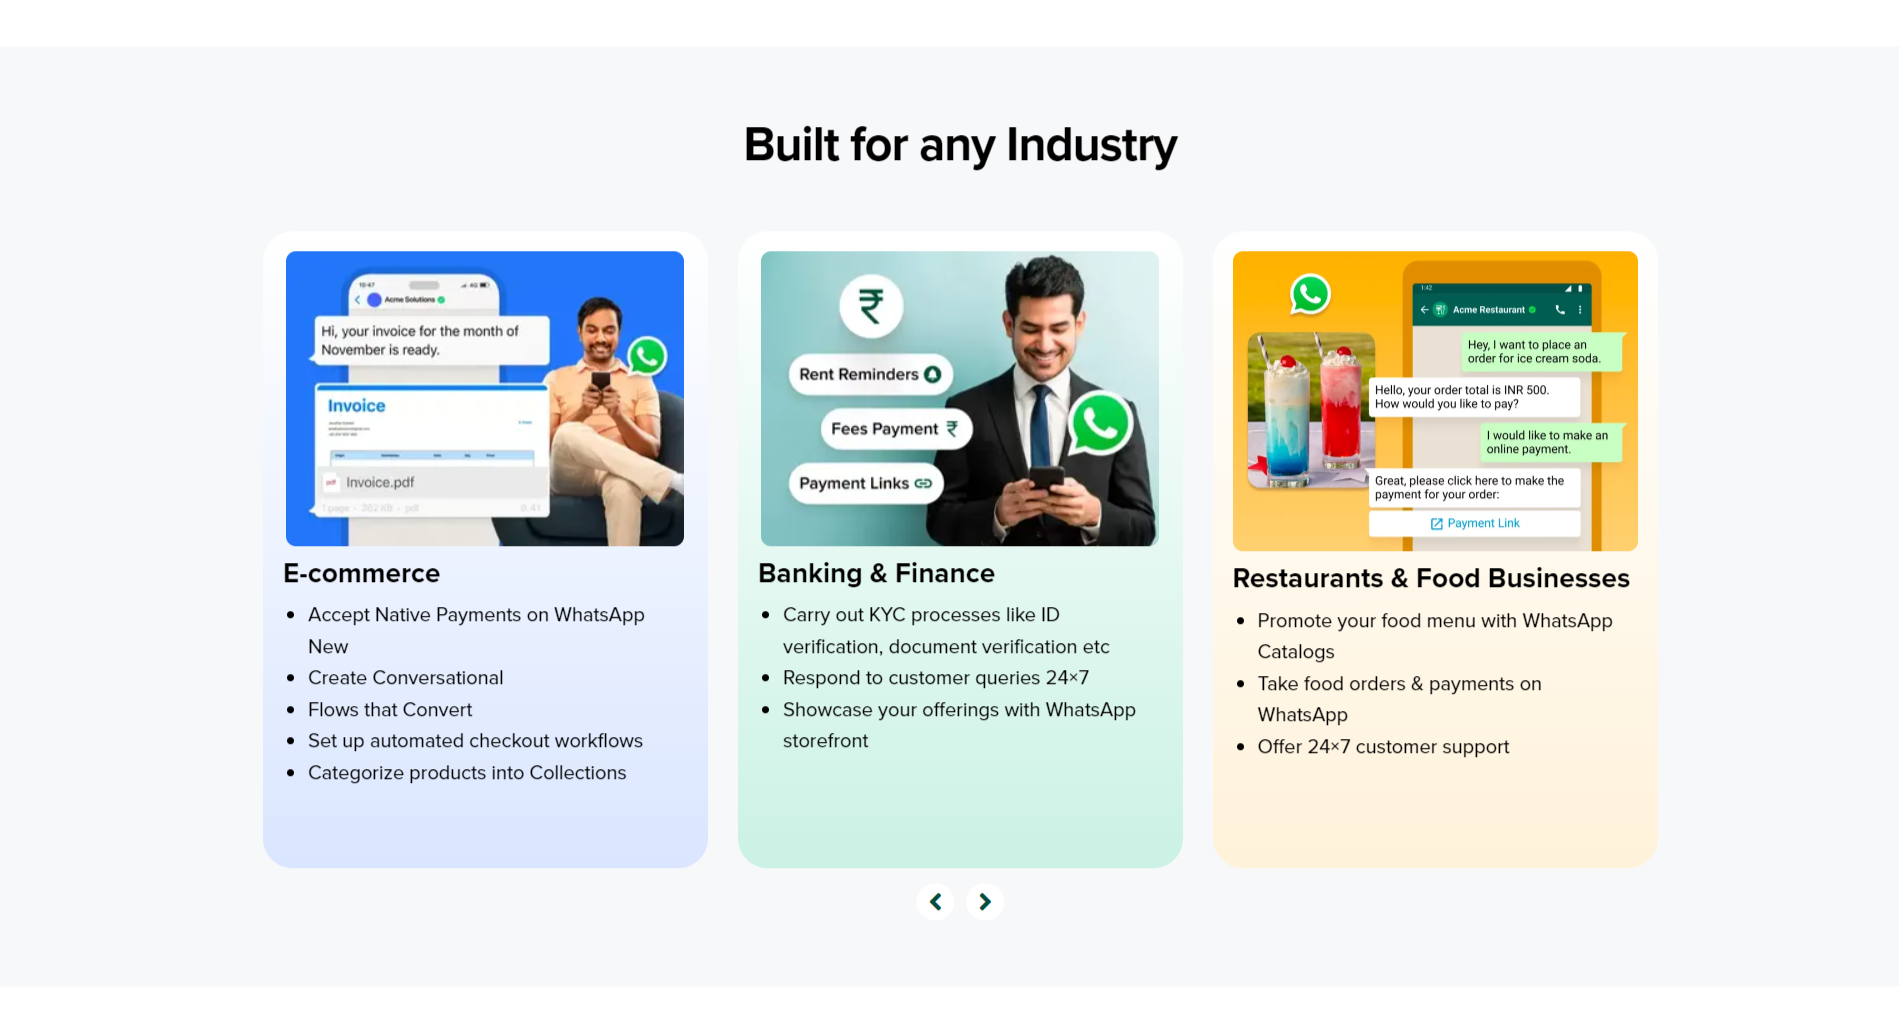 Built for any Industry
10:47
4G
Acme Solutions
Hi, your invoice for the month of
November is ready.
Invoice
pdf
Invoice.pdf
1 page · 262 KB · pdf
9.41
E-commerce
Accept Native Payments on WhatsApp
New
Create Conversational
Flows that Convert
Set up automated checkout workflows
Categorize products into Collections
₹
Rent Reminders
Fees Payment ₹
Payment Links
Banking & Finance
Carry out KYC processes like ID
verification, document verification etc
Respond to customer queries 24×7
Showcase your offerings with WhatsApp
storefront
1:42
Acme Restaurant
Hey, I want to place an
order for ice cream soda.
Hello, your order total is INR 500.
How would you like to pay?
I would like to make an
online payment.
Great, please click here to make the
payment for your order:
Payment Link
Restaurants & Food Businesses
Promote your food menu with WhatsApp
Catalogs
Take food orders & payments on
WhatsApp
Offer 24×7 customer support